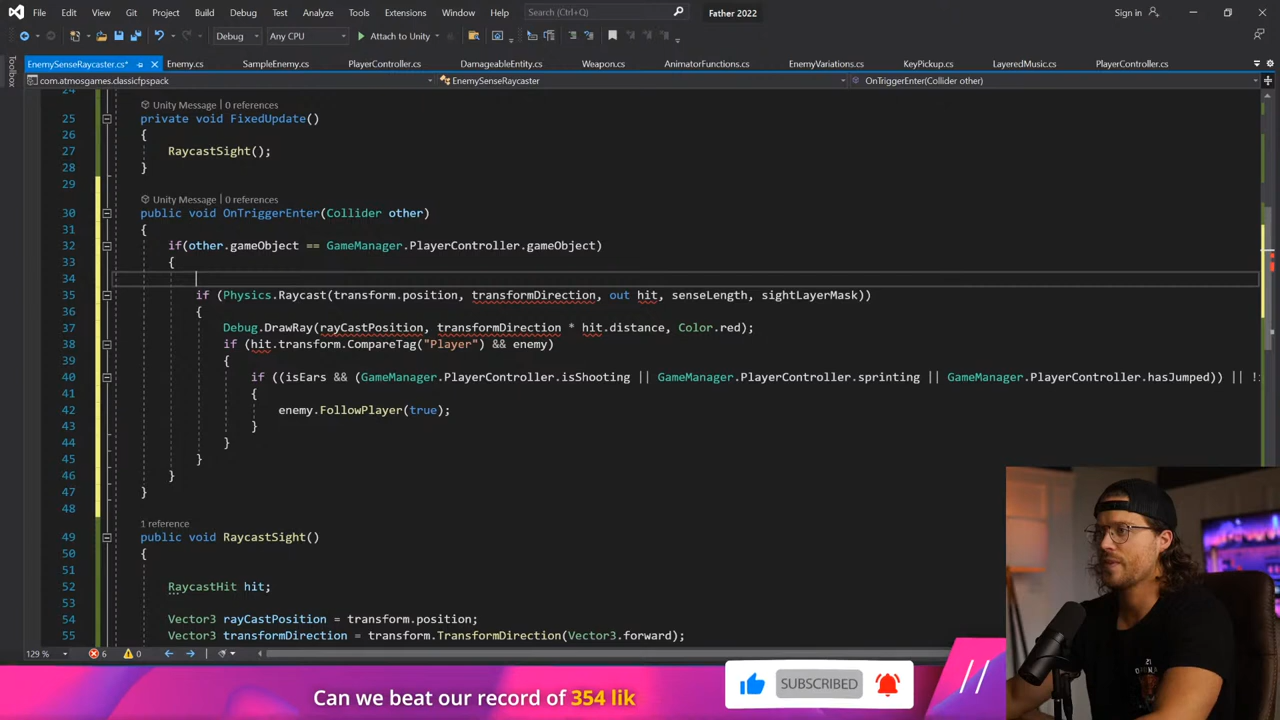 File Edit View Git Project Build Debug Test Analyze Tools Extensions Window Help Search (Ctrl+Q) Father 2022 Sign in
Debug Any CPU Attach to Unity
EnemySenseRaycaster.cs* Enemy.cs SampleEnemy.cs PlayerController.cs DamageableEntity.cs Weapon.cs AnimatorFunctions.cs EnemyVariations.cs KeyPickup.cs LayeredMusic.cs PlayerController.cs
Toolbox
com.atmosgames.classicfpspack EnemySenseRaycaster OnTriggerEnter(Collider other)
24
Unity Message | 0 references
25 private void FixedUpdate()
26 {
27 RaycastSight();
28 }
29
Unity Message | 0 references
30 public void OnTriggerEnter(Collider other)
31 {
32 if(other.gameObject == GameManager.PlayerController.gameObject)
33 {
34
35 if (Physics.Raycast(transform.position, transformDirection, out hit, senseLength, sightLayerMask))
36 {
37 Debug.DrawRay(rayCastPosition, transformDirection * hit.distance, Color.red);
38 if (hit.transform.CompareTag("Player") && enemy)
39 {
40 if ((isEars && (GameManager.PlayerController.isShooting || GameManager.PlayerController.sprinting || GameManager.PlayerController.hasJumped)) || !
41 {
42 enemy.FollowPlayer(true);
43 }
44 }
45 }
46 }
47 }
48
1 reference
49 public void RaycastSight()
50 {
51
52 RaycastHit hit;
53
54 Vector3 rayCastPosition = transform.position;
55 Vector3 transformDirection = transform.TransformDirection(Vector3.forward);
129 % 6 0
Can we beat our record of 354 lik
SUBSCRIBED
//